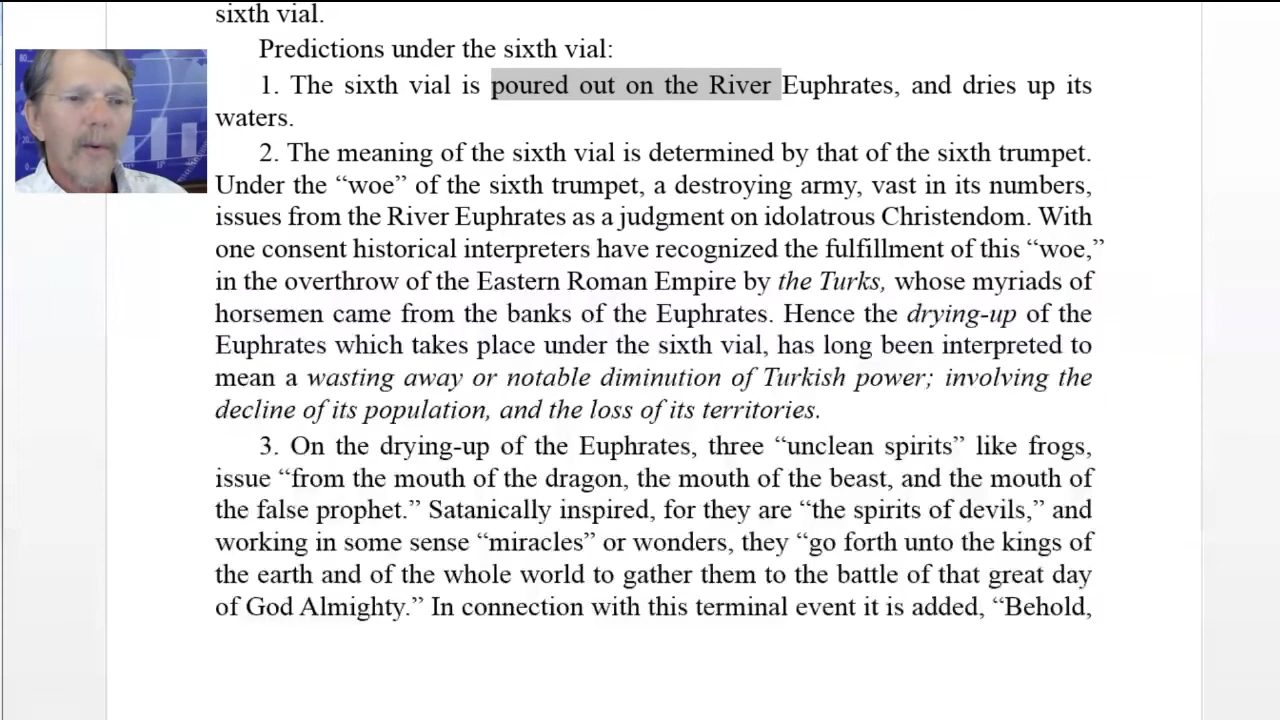 sixth vial.
Predictions under the sixth vial:
1. The sixth vial is poured out on the River Euphrates, and dries up its
waters.
2. The meaning of the sixth vial is determined by that of the sixth trumpet.
Under the “woe” of the sixth trumpet, a destroying army, vast in its numbers,
issues from the River Euphrates as a judgment on idolatrous Christendom. With
one consent historical interpreters have recognized the fulfillment of this “woe,”
in the overthrow of the Eastern Roman Empire by the Turks, whose myriads of
horsemen came from the banks of the Euphrates. Hence the drying-up of the
Euphrates which takes place under the sixth vial, has long been interpreted to
mean a wasting away or notable diminution of Turkish power; involving the
decline of its population, and the loss of its territories.
3. On the drying-up of the Euphrates, three “unclean spirits” like frogs,
issue “from the mouth of the dragon, the mouth of the beast, and the mouth of
the false prophet.” Satanically inspired, for they are “the spirits of devils,” and
working in some sense “miracles” or wonders, they “go forth unto the kings of
the earth and of the whole world to gather them to the battle of that great day
of God Almighty.” In connection with this terminal event it is added, “Behold,